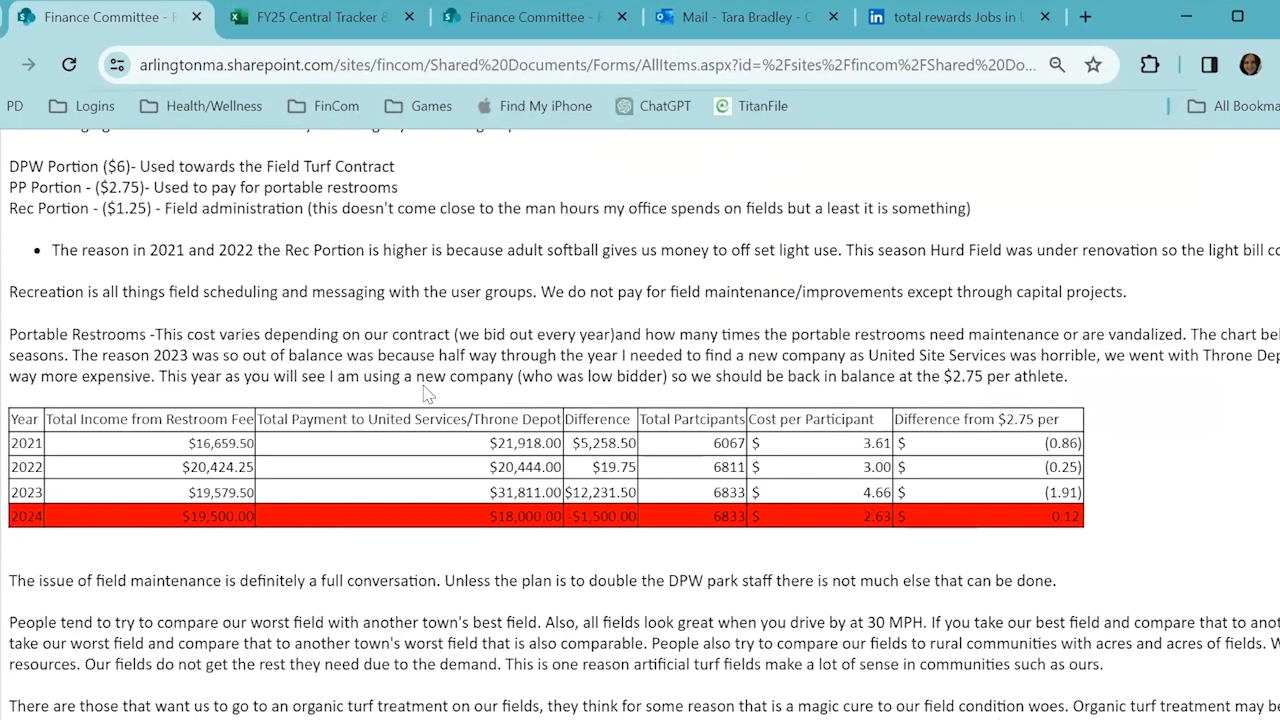 Finance Committee - F
FY25 Central Tracker &
Finance Committee - F
Mail - Tara Bradley - C
total rewards Jobs in U
arlingtonma.sharepoint.com/sites/fincom/Shared%20Documents/Forms/AllItems.aspx?id=%2Fsites%2Ffincom%2FShared%20Do...
PD Logins Health/Wellness FinCom Games Find My iPhone ChatGPT TitanFile All Bookma
DPW Portion ($6)- Used towards the Field Turf Contract
PP Portion - ($2.75)- Used to pay for portable restrooms
Rec Portion - ($1.25) - Field administration (this doesn't come close to the man hours my office spends on fields but a least it is something)
• The reason in 2021 and 2022 the Rec Portion is higher is because adult softball gives us money to off set light use. This season Hurd Field was under renovation so the light bill co
Recreation is all things field scheduling and messaging with the user groups. We do not pay for field maintenance/improvements except through capital projects.
Portable Restrooms -This cost varies depending on our contract (we bid out every year)and how many times the portable restrooms need maintenance or are vandalized. The chart bel
seasons. The reason 2023 was so out of balance was because half way through the year I needed to find a new company as United Site Services was horrible, we went with Throne Dep
way more expensive. This year as you will see I am using a new company (who was low bidder) so we should be back in balance at the $2.75 per athlete.
Year Total Income from Restroom Fee Total Payment to United Services/Throne Depot Difference Total Partcipants Cost per Participant Difference from $2.75 per
2021 $16,659.50 $21,918.00 $5,258.50 6067 $ 3.61 $ (0.86)
2022 $20,424.25 $20,444.00 $19.75 6811 $ 3.00 $ (0.25)
2023 $19,579.50 $31,811.00 $12,231.50 6833 $ 4.66 $ (1.91)
2024 $19,500.00 $18,000.00 -$1,500.00 6833 $ 2.63 $ 0.12
The issue of field maintenance is definitely a full conversation. Unless the plan is to double the DPW park staff there is not much else that can be done.
People tend to try to compare our worst field with another town's best field. Also, all fields look great when you drive by at 30 MPH. If you take our best field and compare that to anot
take our worst field and compare that to another town's worst field that is also comparable. People also try to compare our fields to rural communities with acres and acres of fields. W
resources. Our fields do not get the rest they need due to the demand. This is one reason artificial turf fields make a lot of sense in communities such as ours.
There are those that want us to go to an organic turf treatment on our fields, they think for some reason that is a magic cure to our field condition woes. Organic turf treatment may be